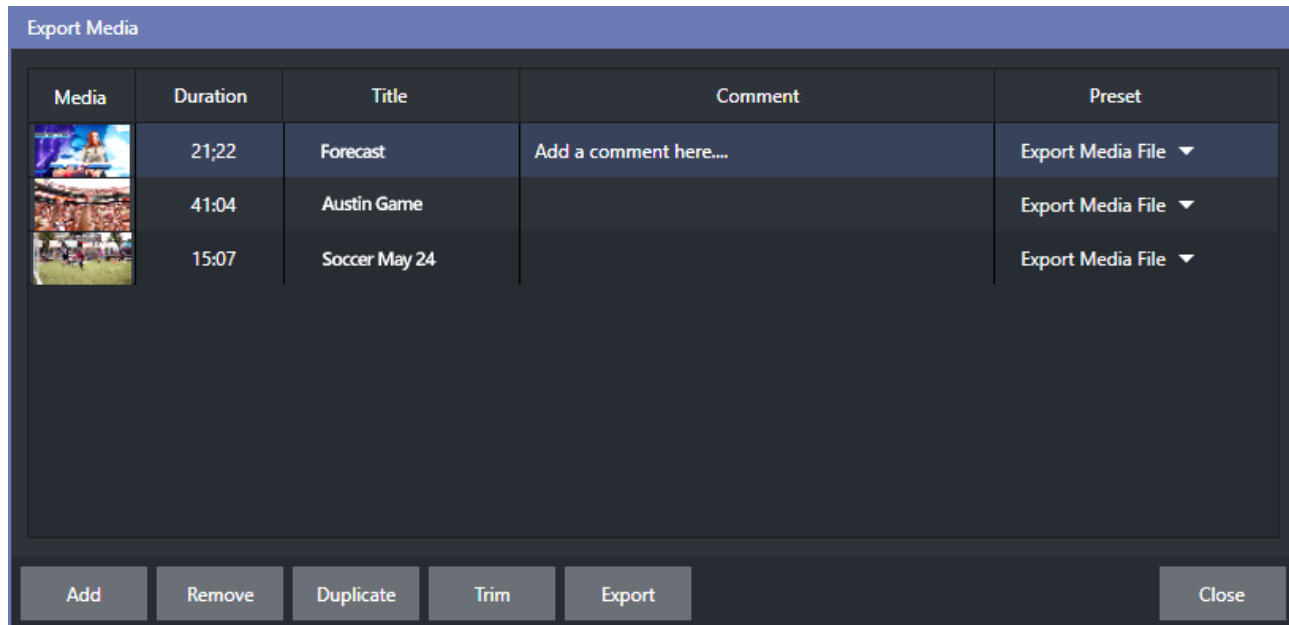 Export Media
Media Duration Title Comment Preset
21;22 Forecast Add a comment here.... Export Media File
41:04 Austin Game Export Media File
15:07 Soccer May 24 Export Media File
Add Remove Duplicate Trim Export Close